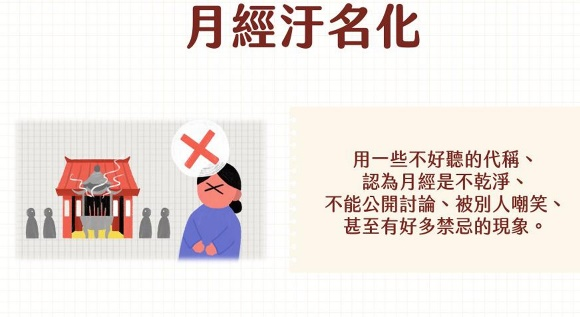 月經汙名化
用一些不好聽的代稱、
認為月經是不乾淨、
不能公開討論、被別人嘲笑、
甚至有好多禁忌的現象。